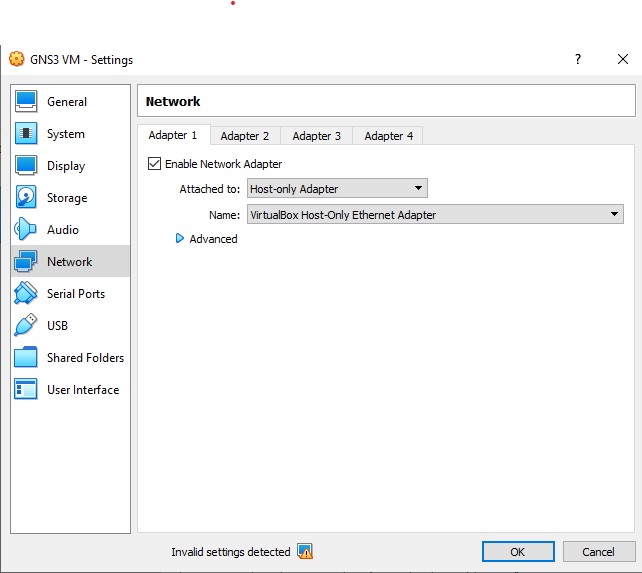 GNS3 VM - Settings
?
General
System
Display
Storage
Audio
Network
Serial Ports
USB
Shared Folders
User Interface
Network
Adapter 1 Adapter 2 Adapter 3 Adapter 4
Enable Network Adapter
Attached to: Host-only Adapter
Name: VirtualBox Host-Only Ethernet Adapter
Advanced
Invalid settings detected
OK Cancel